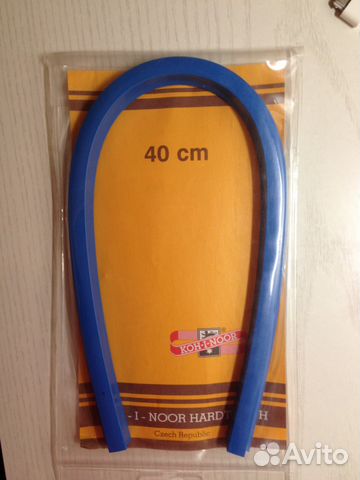 40 cm
KOH-I-NOOR
- I - NOOR HARDT H
Czech Republic
Avito